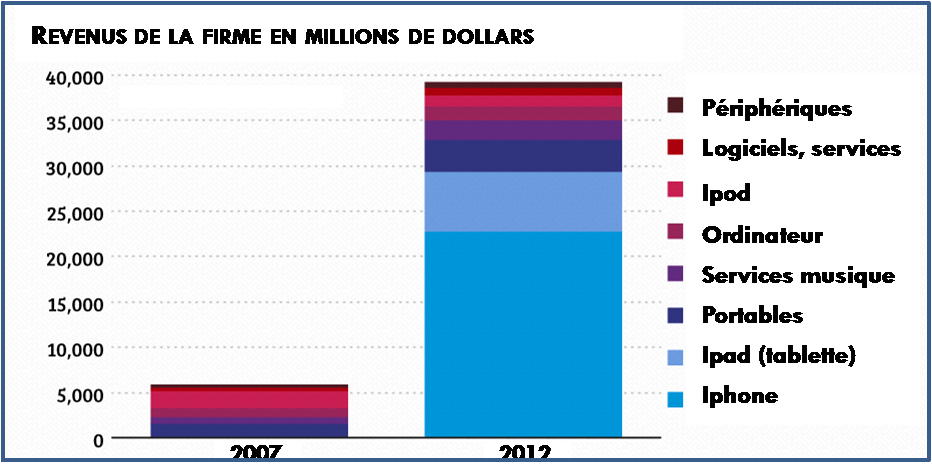 REVENUS DE LA FIRME EN MILLIONS DE DOLLARS
40,000
35,000
30,000
25,000
20,000
15,000
10,000
5,000
0
2007
2012
Périphériques
Logiciels, services
Ipod
Ordinateur
Services musique
Portables
Ipad (tablette)
Iphone